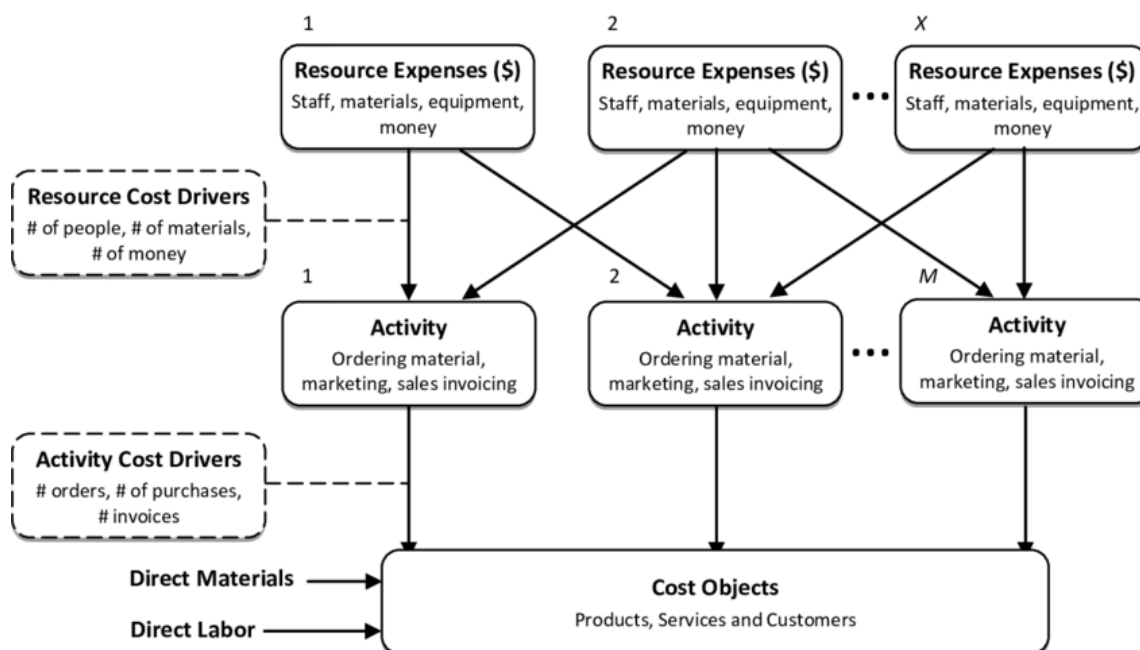 1
2
X
Resource Expenses ($)
Staff, materials, equipment,
money
Resource Expenses ($)
Staff, materials, equipment,
money
...
Resource Expenses ($)
Staff, materials, equipment,
money
Resource Cost Drivers
# of people, # of materials,
# of money
1
2
M
Activity
Ordering material,
marketing, sales invoicing
Activity
Ordering material,
marketing, sales invoicing
...
Activity
Ordering material,
marketing, sales invoicing
Activity Cost Drivers
# orders, # of purchases,
# invoices
Direct Materials
Direct Labor
Cost Objects
Products, Services and Customers